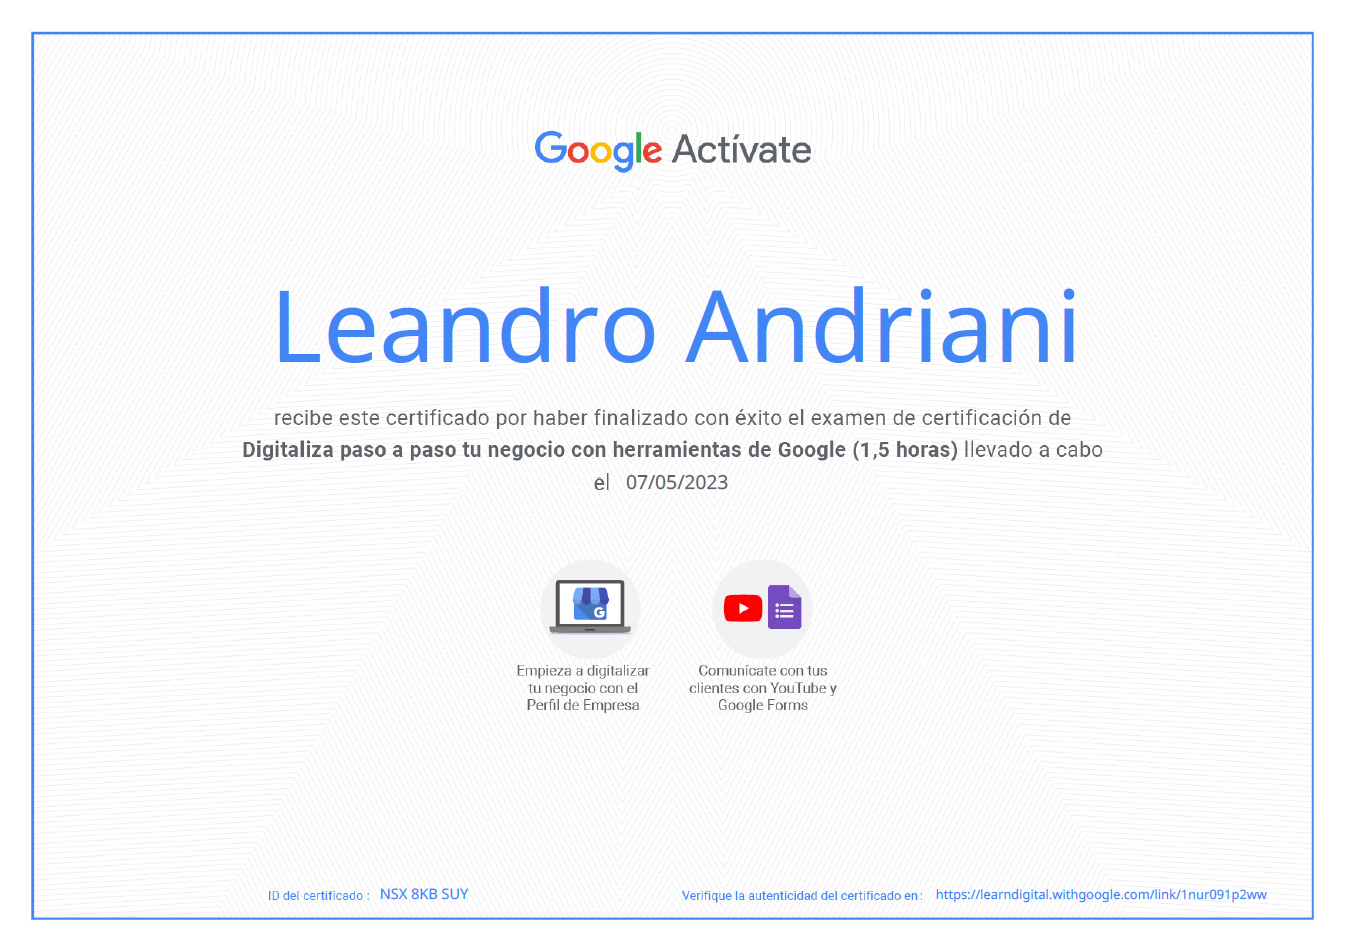 Google Actívate
Leandro Andriani
recibe este certificado por haber finalizado con éxito el examen de certificación de
Digitaliza paso a paso tu negocio con herramientas de Google (1,5 horas) llevado a cabo
el 07/05/2023
G
Empieza a digitalizar
tu negocio con el
Perfil de Empresa
Comunícate con tus
clientes con YouTube y
Google Forms
ID del certificado : NSX 8KB SUY
Verifique la autenticidad del certificado en : https://learndigital.withgoogle.com/link/1nur091p2ww